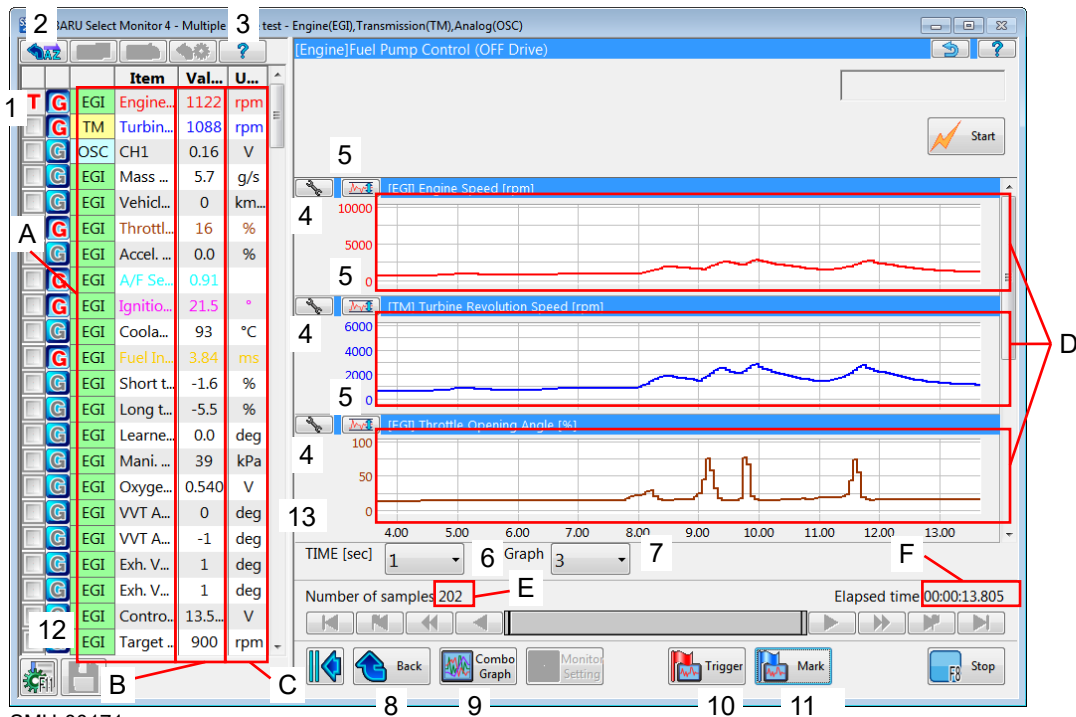 2 3
ARU Select Monitor 4 - Multiple test - Engine(EGI),Transmission(TM),Analog(OSC)
AZ ? [Engine]Fuel Pump Control (OFF Drive) ?
Item Val... U...
1 T G EGI Engine... 1122 rpm
G TM Turbin... 1088 rpm
G OSC CH1 0.16 V
G EGI Mass ... 5.7 g/s
G EGI Vehicl... 0 km...
G EGI Throttl... 16 %
A G EGI Accel. ... 0.0 %
G EGI A/F Se... 0.91
G EGI Ignitio... 21.5 °
G EGI Coola... 93 °C
G EGI Fuel In... 3.84 ms
G EGI Short t... -1.6 %
G EGI Long t... -5.5 %
G EGI Learne... 0.0 deg
G EGI Mani. ... 39 kPa
G EGI Oxyge... 0.540 V
G EGI VVT A... 0 deg
G EGI VVT A... -1 deg
G EGI Exh. V... 1 deg
G EGI Exh. V... 1 deg
G EGI Contro... 13.5... V
12 G EGI Target ... 900 rpm
F11
B C
Start
5
[EGI] Engine Speed [rpm]
4
10000
5000
0
5
[TM] Turbine Revolution Speed [rpm]
4
6000
4000
2000
0
5
[EGI] Throttle Opening Angle [%]
4
100
50
0
D
13
4.00 5.00 6.00 7.00 8.00 9.00 10.00 11.00 12.00 13.00
TIME [sec] 1 6 Graph 3 7
Number of samples 202 E F Elapsed time 00:00:13.805
Back Combo Graph Monitor Setting Trigger Mark F8 Stop
8 9 10 11